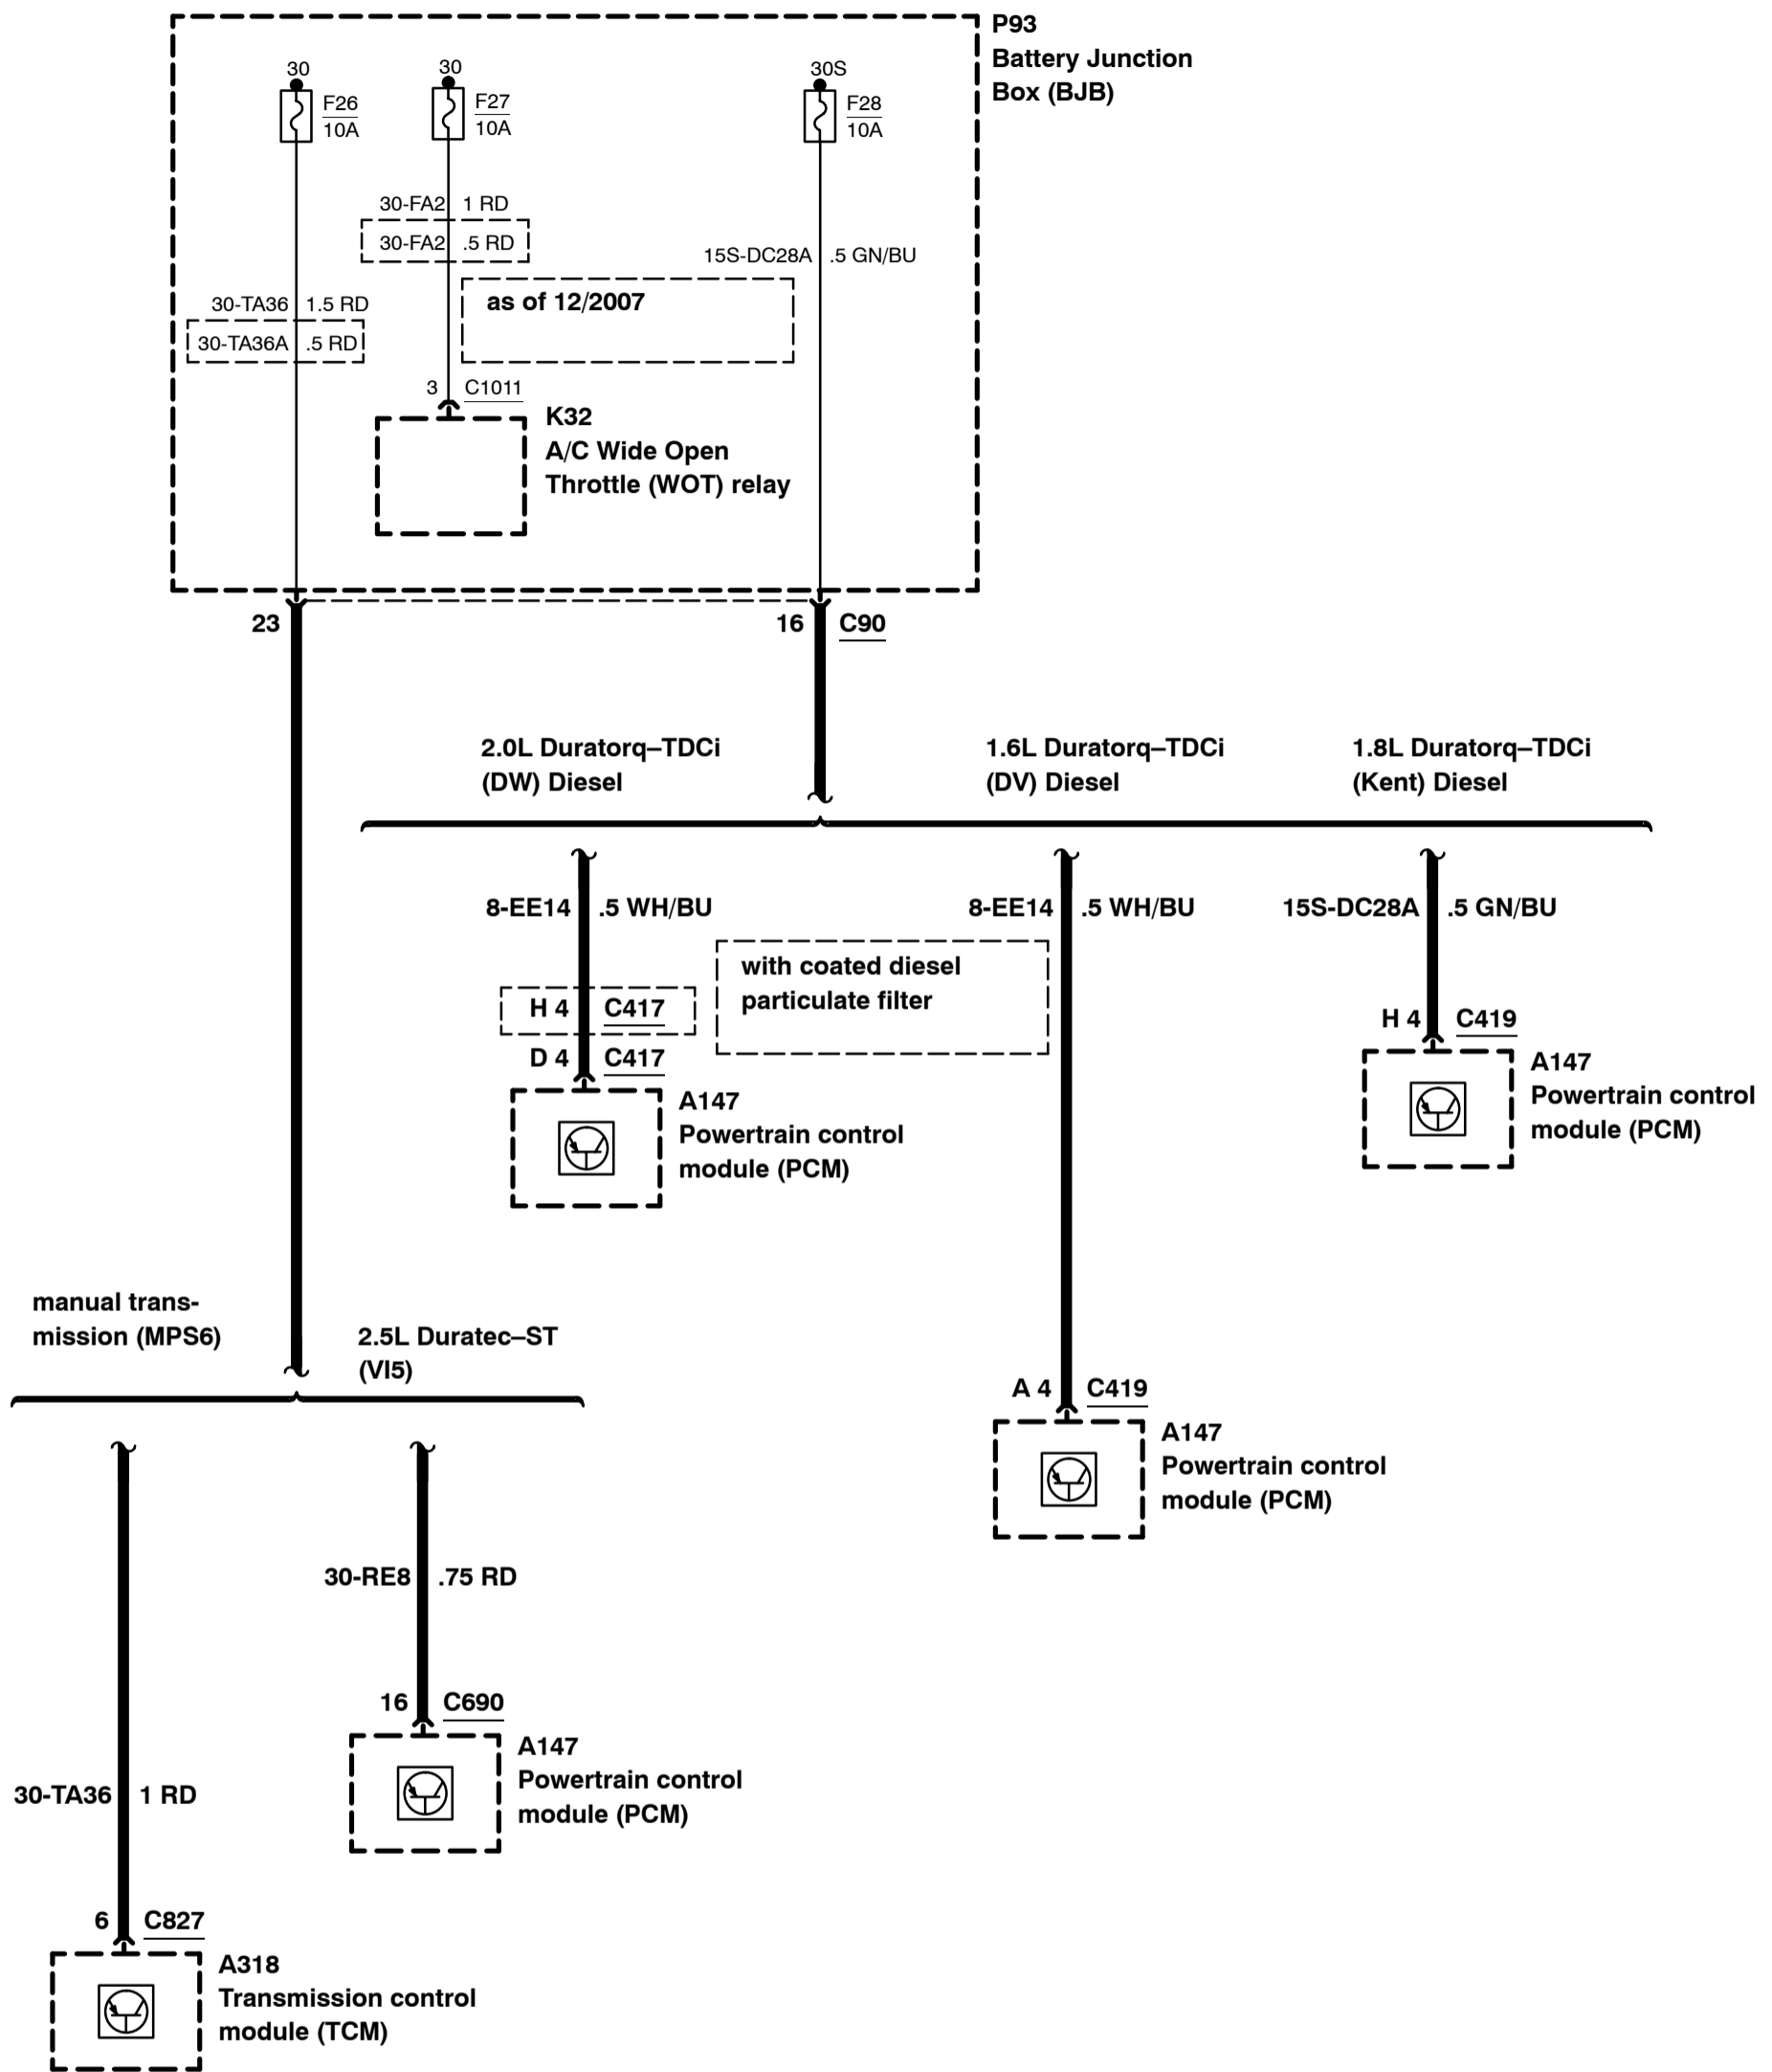 P93
Battery Junction
Box (BJB)
30
F26
10A
30
F27
10A
30S
F28
10A
30-FA2 1 RD
30-FA2 .5 RD
15S-DC28A .5 GN/BU
as of 12/2007
30-TA36 1.5 RD
30-TA36A .5 RD
3 C1011
K32
A/C Wide Open
Throttle (WOT) relay
23
16 C90
2.0L Duratorq–TDCi
(DW) Diesel
1.6L Duratorq–TDCi
(DV) Diesel
1.8L Duratorq–TDCi
(Kent) Diesel
8-EE14 .5 WH/BU
8-EE14 .5 WH/BU
15S-DC28A .5 GN/BU
with coated diesel
particulate filter
H 4 C417
D 4 C417
A147
Powertrain control
module (PCM)
H 4 C419
A147
Powertrain control
module (PCM)
A 4 C419
A147
Powertrain control
module (PCM)
manual trans-
mission (MPS6)
2.5L Duratec–ST
(VI5)
30-RE8 .75 RD
16 C690
A147
Powertrain control
module (PCM)
30-TA36 1 RD
6 C827
A318
Transmission control
module (TCM)